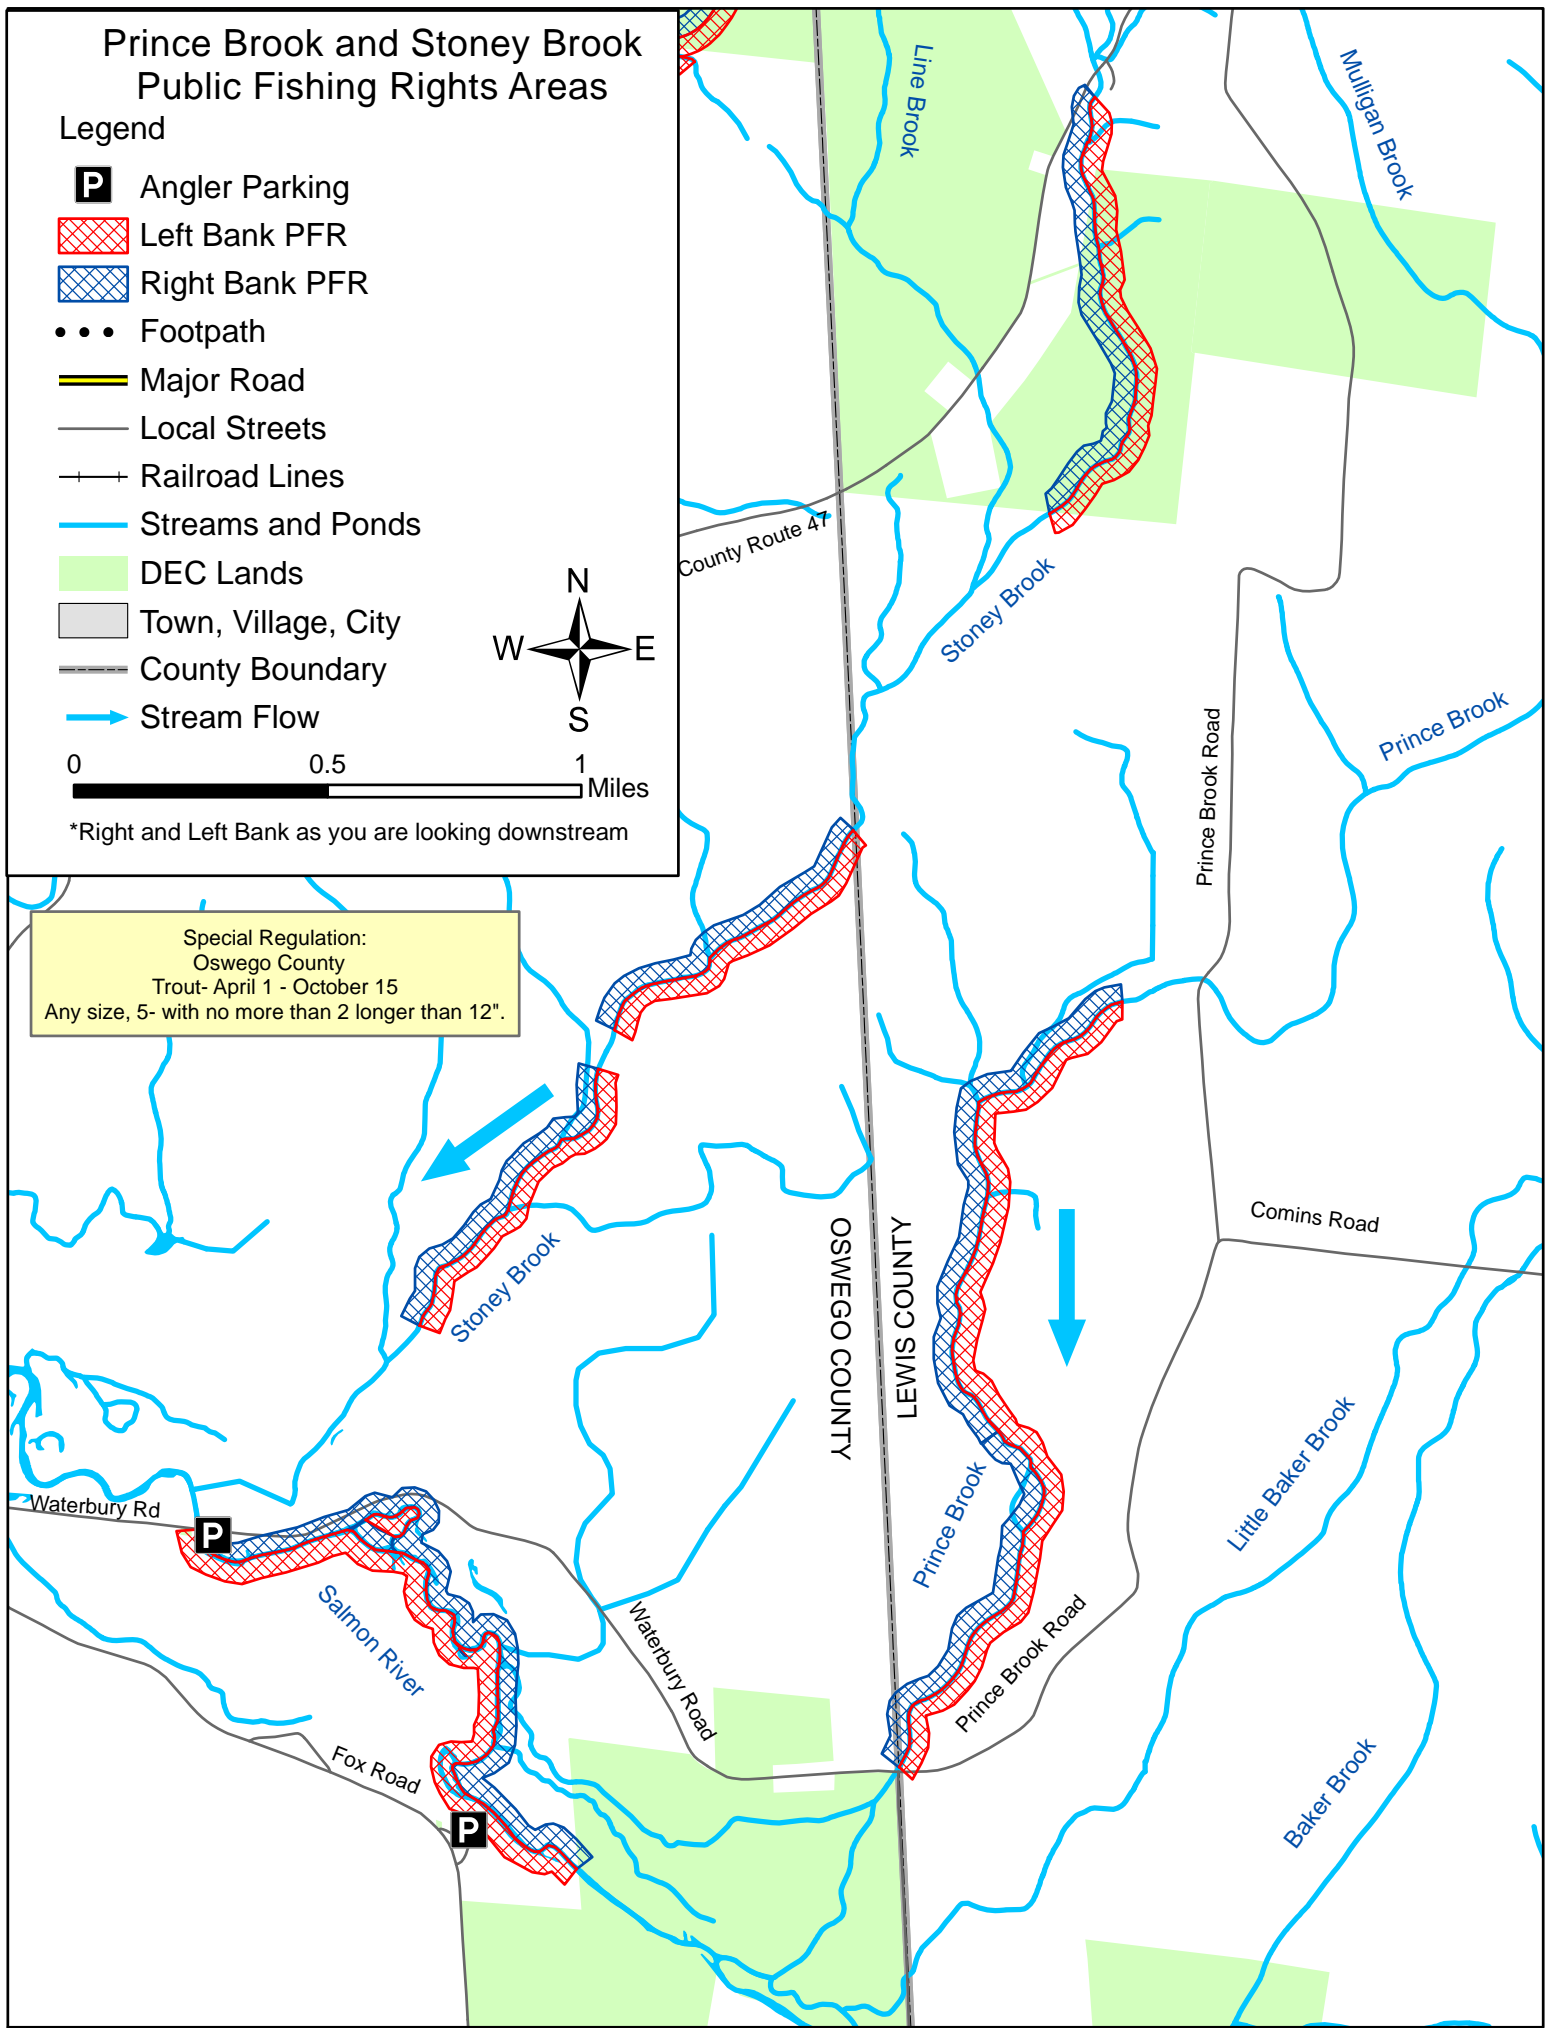 Prince Brook and Stoney Brook
Public Fishing Rights Areas
Legend
P Angler Parking
Left Bank PFR
Right Bank PFR
Footpath
Major Road
Local Streets
Railroad Lines
Streams and Ponds
DEC Lands
Town, Village, City
County Boundary
Stream Flow
N
W E
S
0 0.5 1
Miles
*Right and Left Bank as you are looking downstream
Special Regulation:
Oswego County
Trout- April 1 - October 15
Any size, 5- with no more than 2 longer than 12".
Line Brook
Mulligan Brook
County Route 47
Stoney Brook
Prince Brook
Prince Brook Road
Comins Road
OSWEGO COUNTY
LEWIS COUNTY
Stoney Brook
Little Baker Brook
Prince Brook
Waterbury Rd
P
Salmon River
Waterbury Road
Prince Brook Road
Fox Road
P
Baker Brook